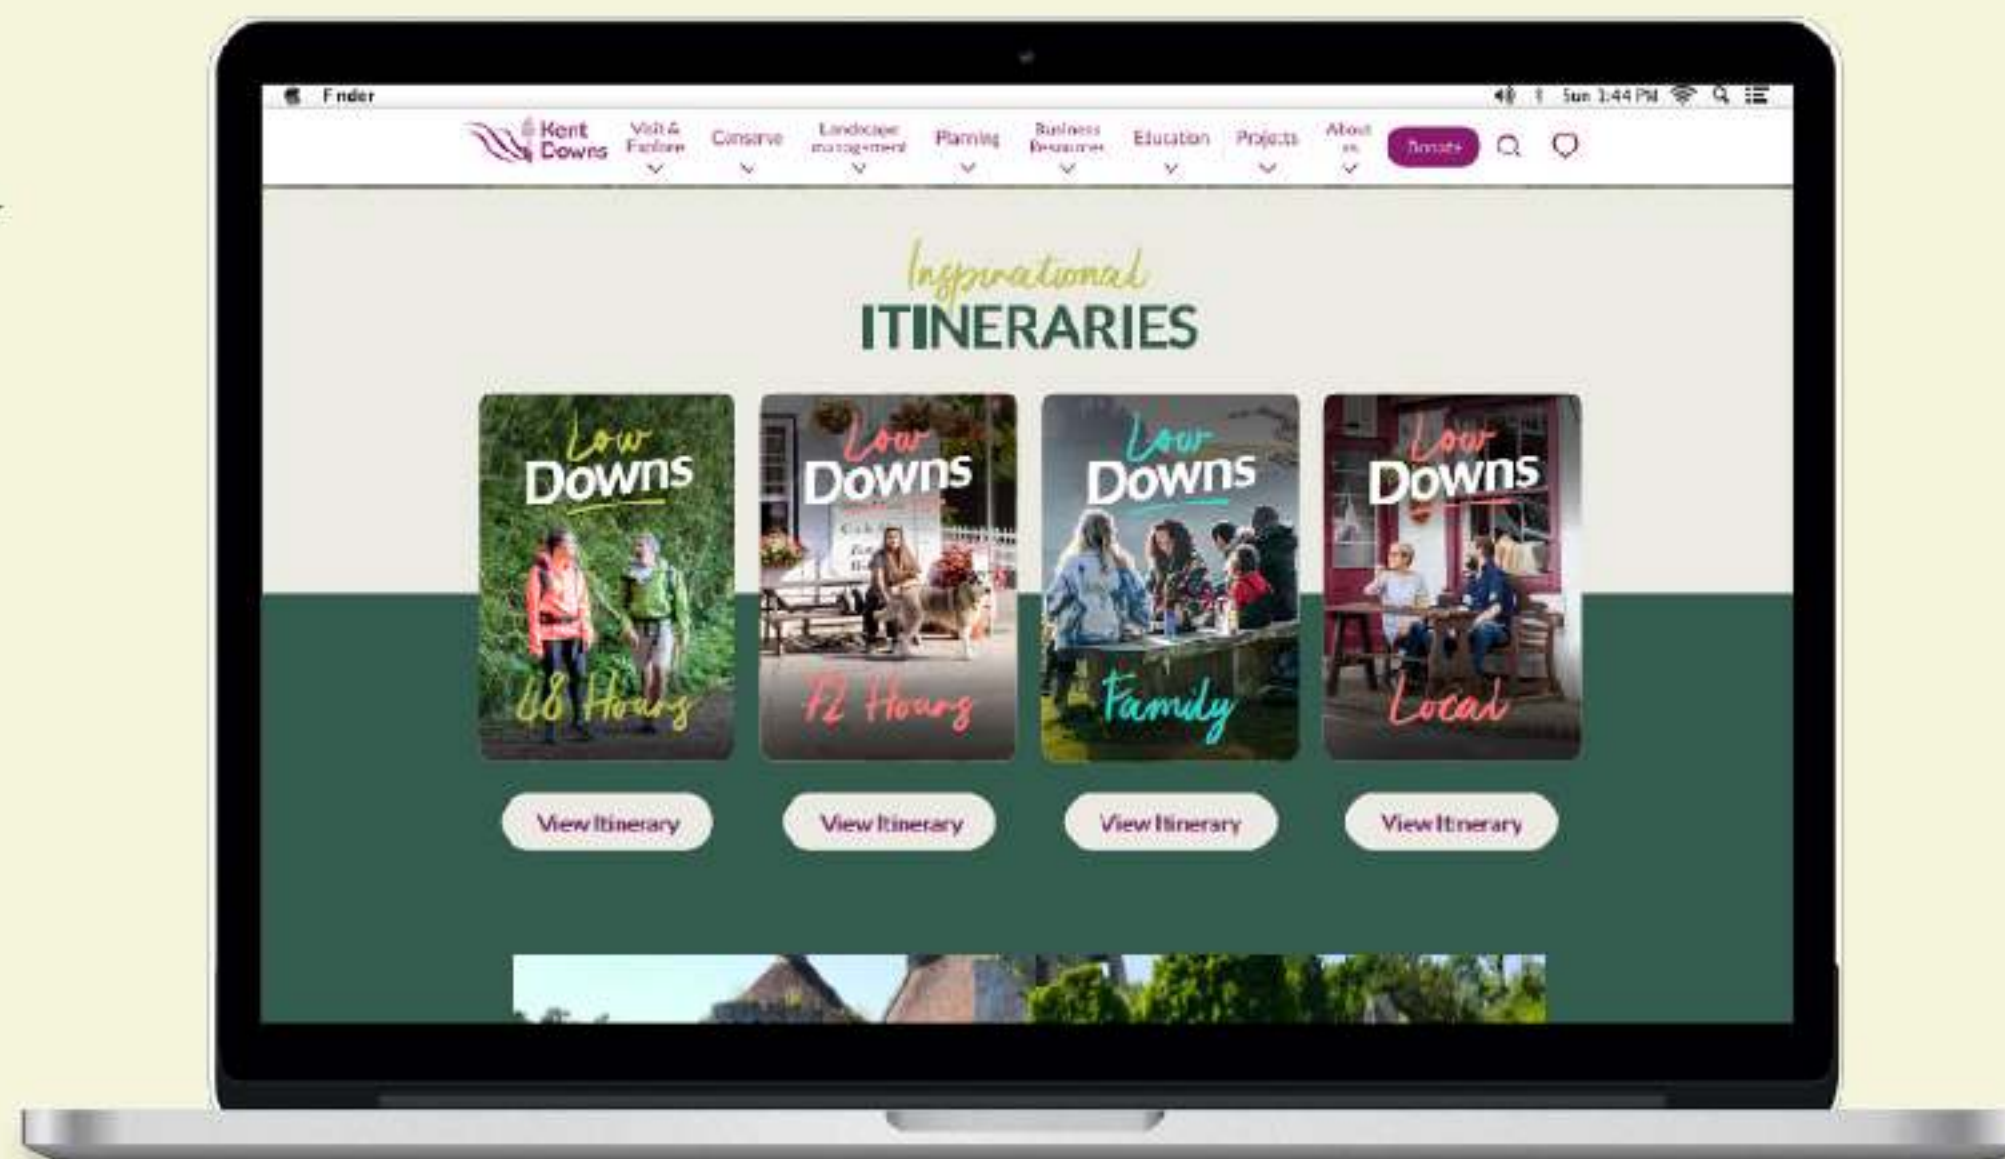 Finder
Sun 1:44 PM
Kent
Downs
Visit &
Explore
Conserve
Landscape
management
Planning
Business
Resources
Education
Projects
About
us
Donate
Inspirational
ITINERARIES
Low
Downs
48 Hours
Low
Downs
72 Hours
Low
Downs
Family
Low
Downs
Local
View Itinerary
View Itinerary
View Itinerary
View Itinerary